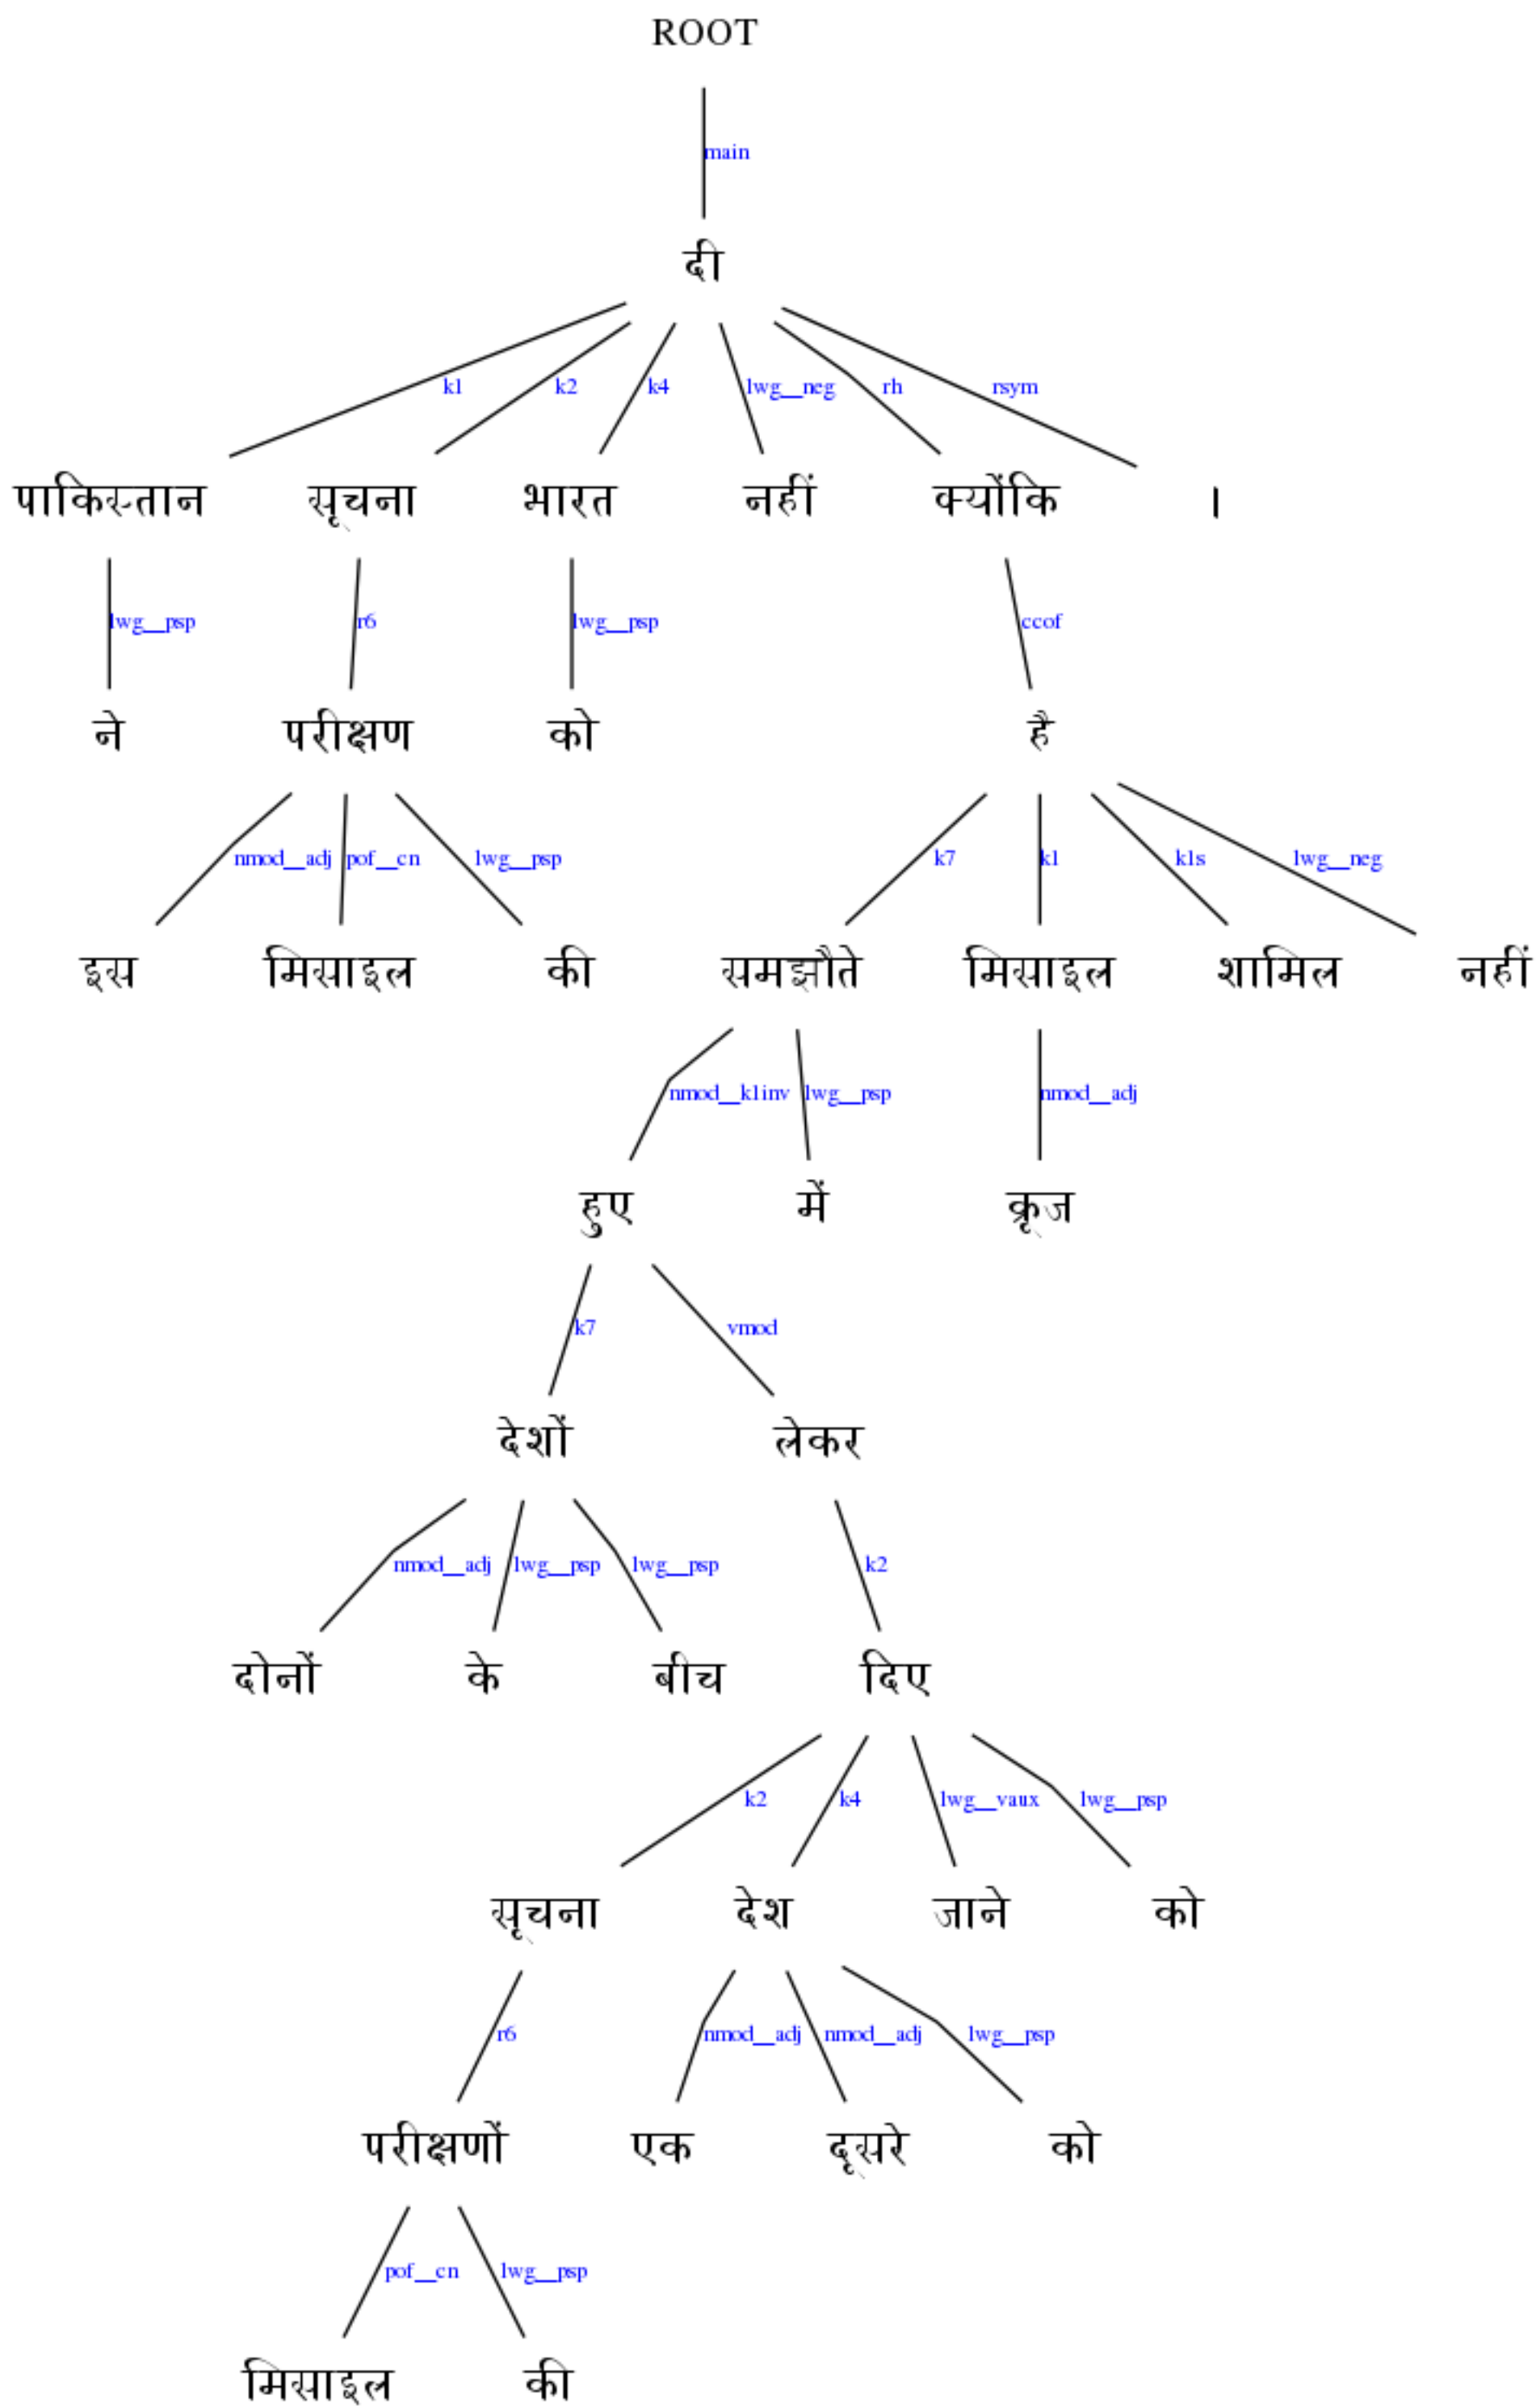 ROOT
main
दी
k1 k2 k4 lwg__neg rh rsym
पाकिस्तान सूचना भारत नहीं क्योंकि ।
lwg__psp r6 lwg__psp ccof
ने परीक्षण को है
nmod__adj pof__cn lwg__psp k7 k1 k1s lwg__neg
इस मिसाइल की समझौते मिसाइल शामिल नहीं
nmod__k1inv lwg__psp nmod__adj
हुए में क्रूज
k7 vmod
देशों लेकर
nmod__adj lwg__psp lwg__psp k2
दोनों के बीच दिए
k2 k4 lwg__vaux lwg__psp
सूचना देश जाने को
r6 nmod__adj nmod__adj lwg__psp
परीक्षणों एक दूसरे को
pof__cn lwg__psp
मिसाइल की